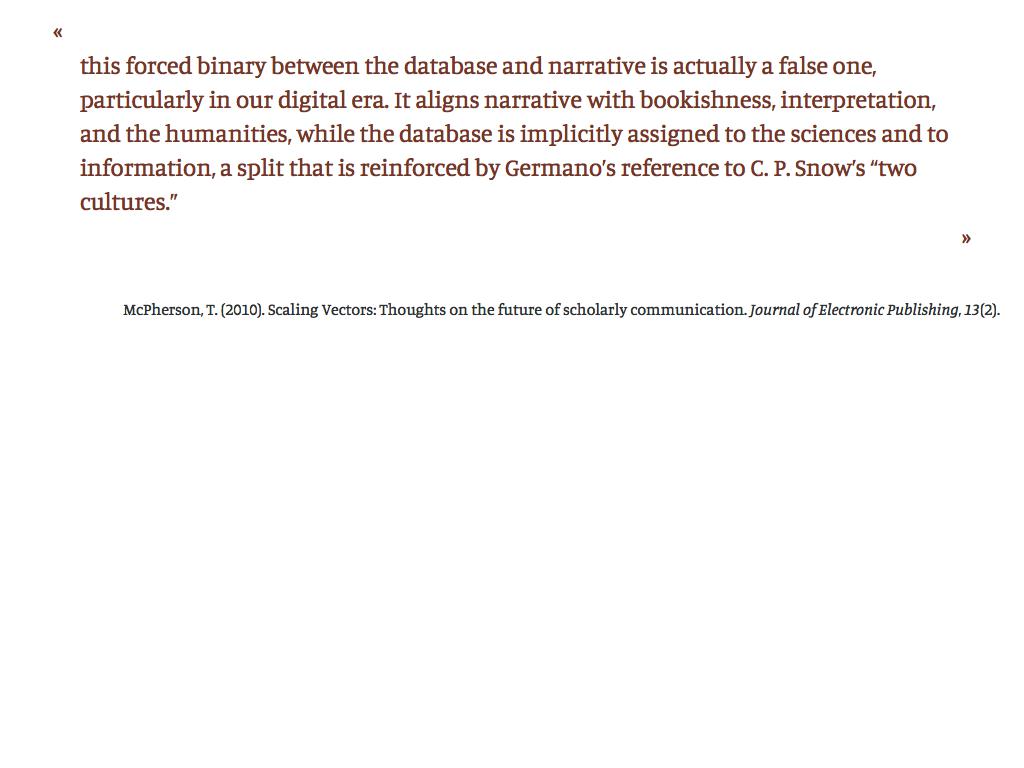 «
this forced binary between the database and narrative is actually a false one,
particularly in our digital era. It aligns narrative with bookishness, interpretation,
and the humanities, while the database is implicitly assigned to the sciences and to
information, a split that is reinforced by Germano’s reference to C. P. Snow’s “two
cultures.”
»
McPherson, T. (2010). Scaling Vectors: Thoughts on the future of scholarly communication. Journal of Electronic Publishing, 13(2).